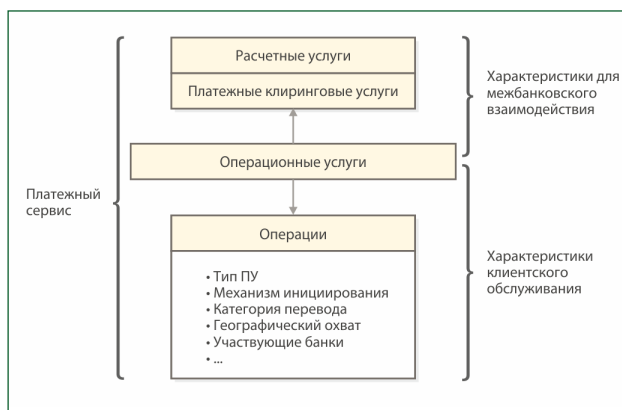 Платежный
сервис
Расчетные услуги
Платежные клиринговые услуги
Операционные услуги
Операции
• Тип ПУ
• Механизм инициирования
• Категория перевода
• Географический охват
• Участвующие банки
• ...
Характеристики для
межбанковского
взаимодействия
Характеристики
клиентского
обслуживания